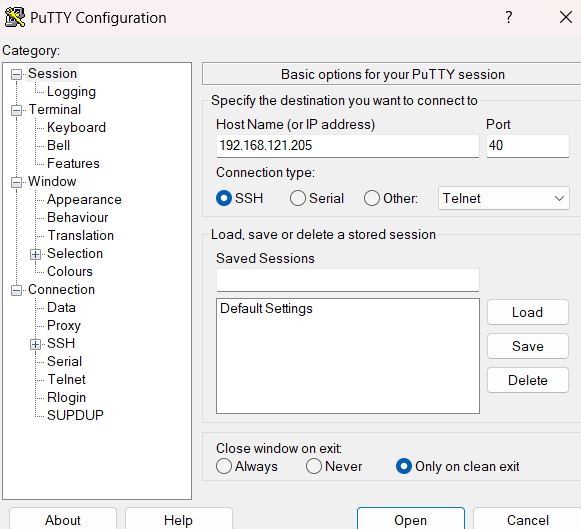 PuTTY Configuration ? ×
Category:
Session
Logging
Terminal
Keyboard
Bell
Features
Window
Appearance
Behaviour
Translation
Selection
Colours
Connection
Data
Proxy
SSH
Serial
Telnet
Rlogin
SUPDUP
Basic options for your PuTTY session
Specify the destination you want to connect to
Host Name (or IP address) Port
192.168.121.205 40
Connection type:
SSH Serial Other: Telnet
Load, save or delete a stored session
Saved Sessions
Default Settings
Load
Save
Delete
Close window on exit:
Always Never Only on clean exit
About Help Open Cancel